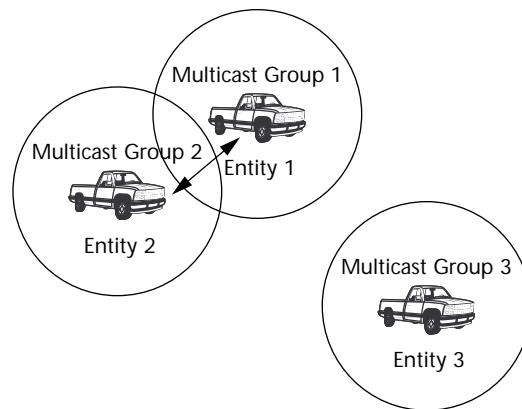 Multicast Group 1
Entity 1
Multicast Group 2
Entity 2
Multicast Group 3
Entity 3